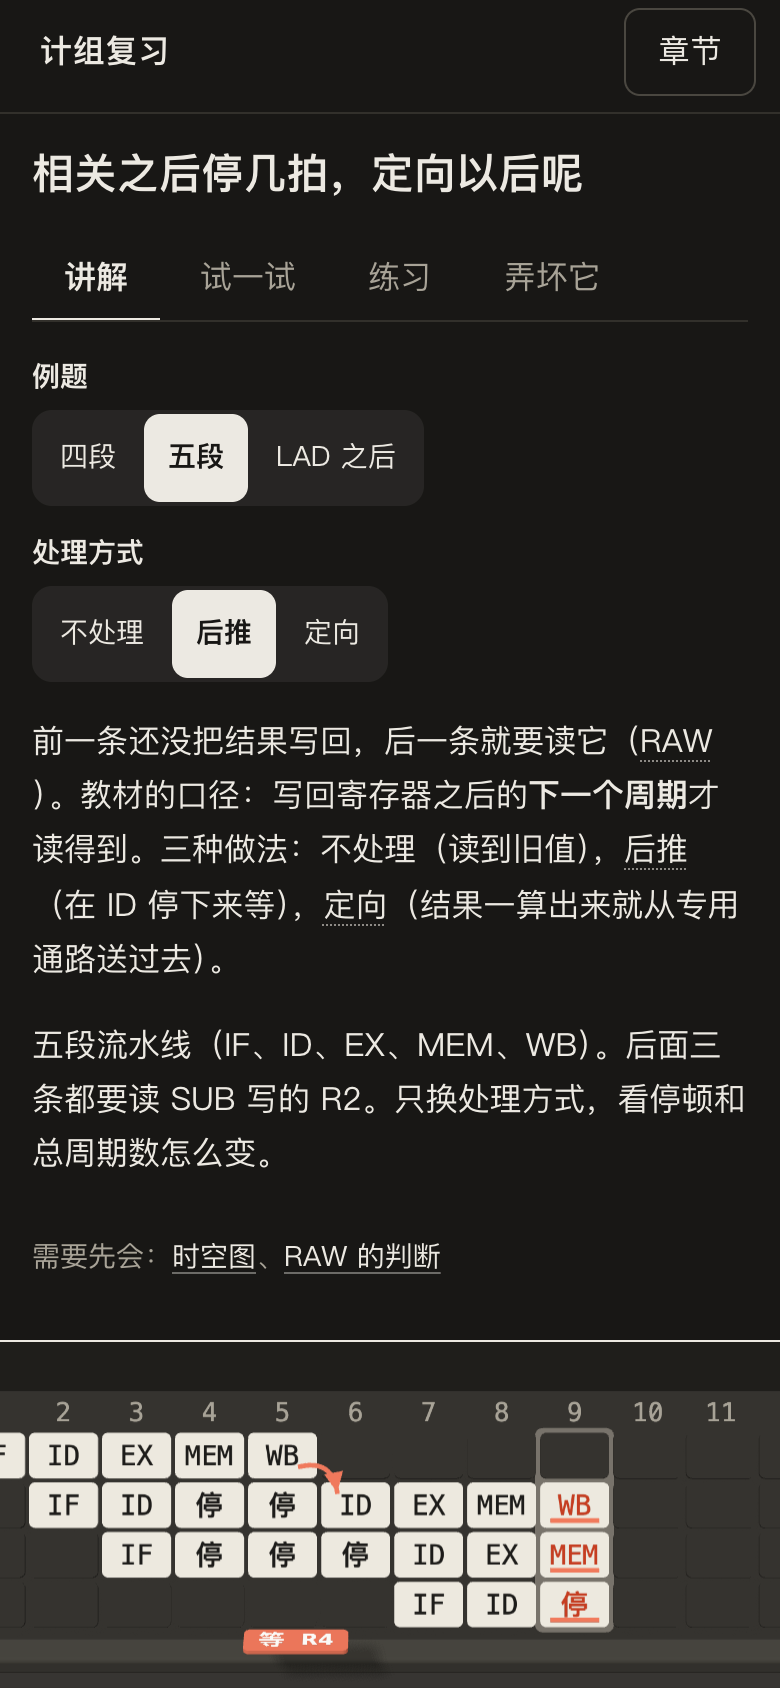 计组复习
章节
相关之后停几拍，定向以后呢
讲解 试一试 练习 弄坏它
例题
四段 五段 LAD 之后
处理方式
不处理 后推 定向
前一条还没把结果写回，后一条就要读它（RAW
）。教材的口径：写回寄存器之后的下一个周期才
读得到。三种做法：不处理（读到旧值），后推
（在 ID 停下来等），定向（结果一算出来就从专用
通路送过去）。
五段流水线（IF、ID、EX、MEM、WB）。后面三
条都要读 SUB 写的 R2。只换处理方式，看停顿和
总周期数怎么变。
需要先会：时空图、RAW 的判断
2 3 4 5 6 7 8 9 10 11
F ID EX MEM WB
IF ID 停 停 ID EX MEM WB
IF 停 停 停 ID EX MEM
IF ID 停
等 R4